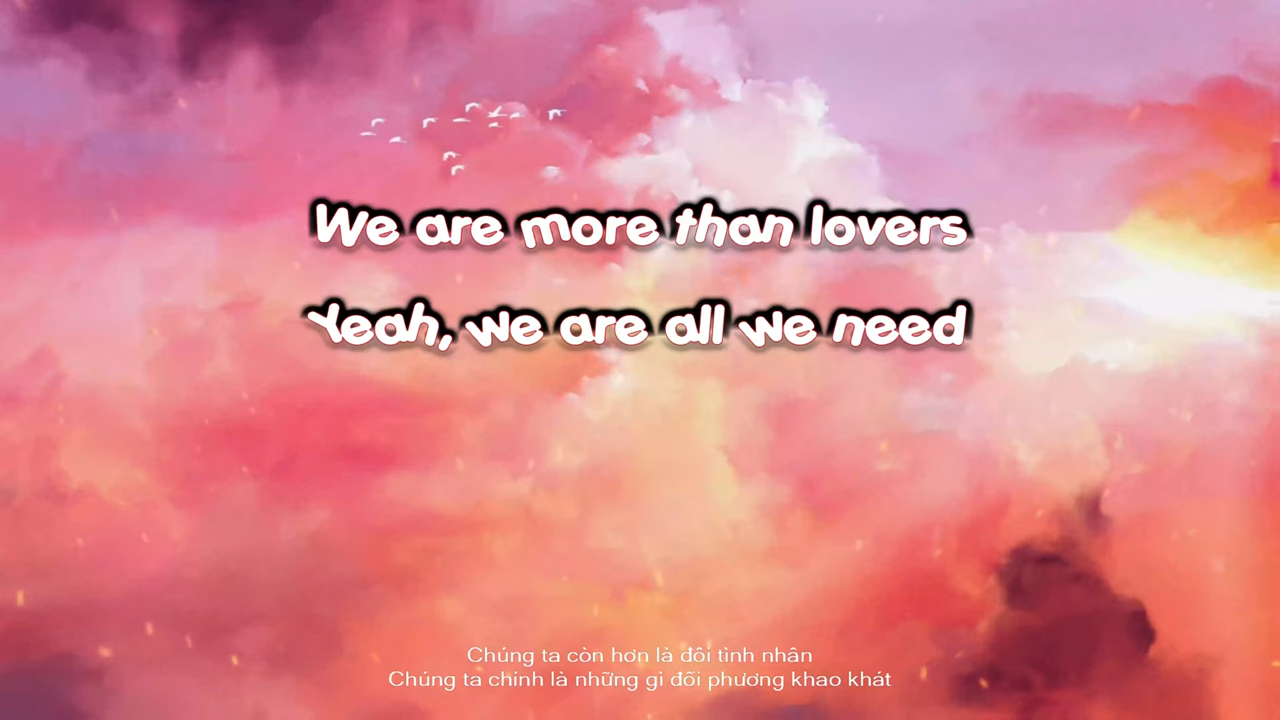 We are more than lovers
Yeah, we are all we need
Chúng ta còn hơn là đôi tình nhân
Chúng ta chính là những gì đối phương khao khát